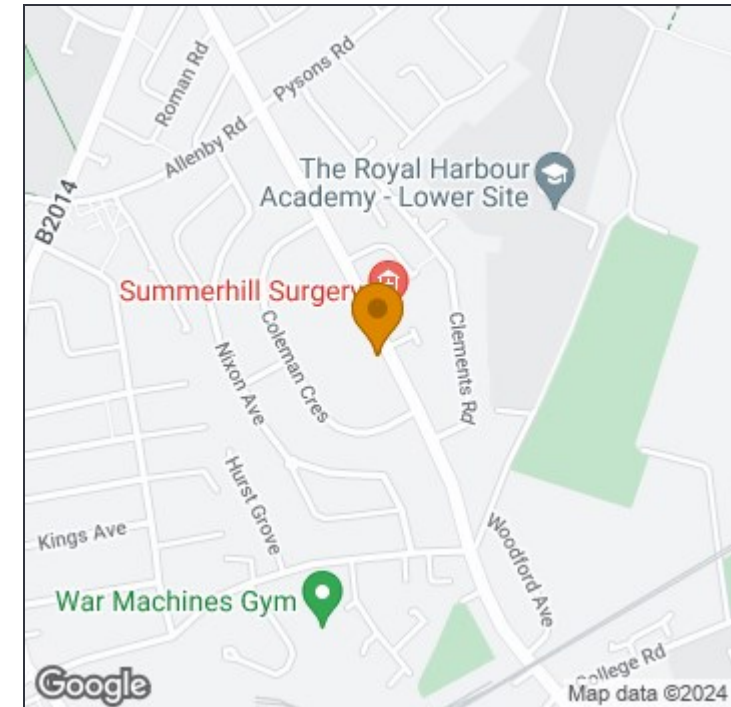 Roman Rd
Pysons Rd
Allenby Rd
The Royal Harbour
Academy - Lower Site
B2014
Summerhill Surgery
Coleman Cres
Clements Rd
Nixon Ave
Hurst Grove
Kings Ave
Woodford Ave
War Machines Gym
College Rd
Google
Map data ©2024